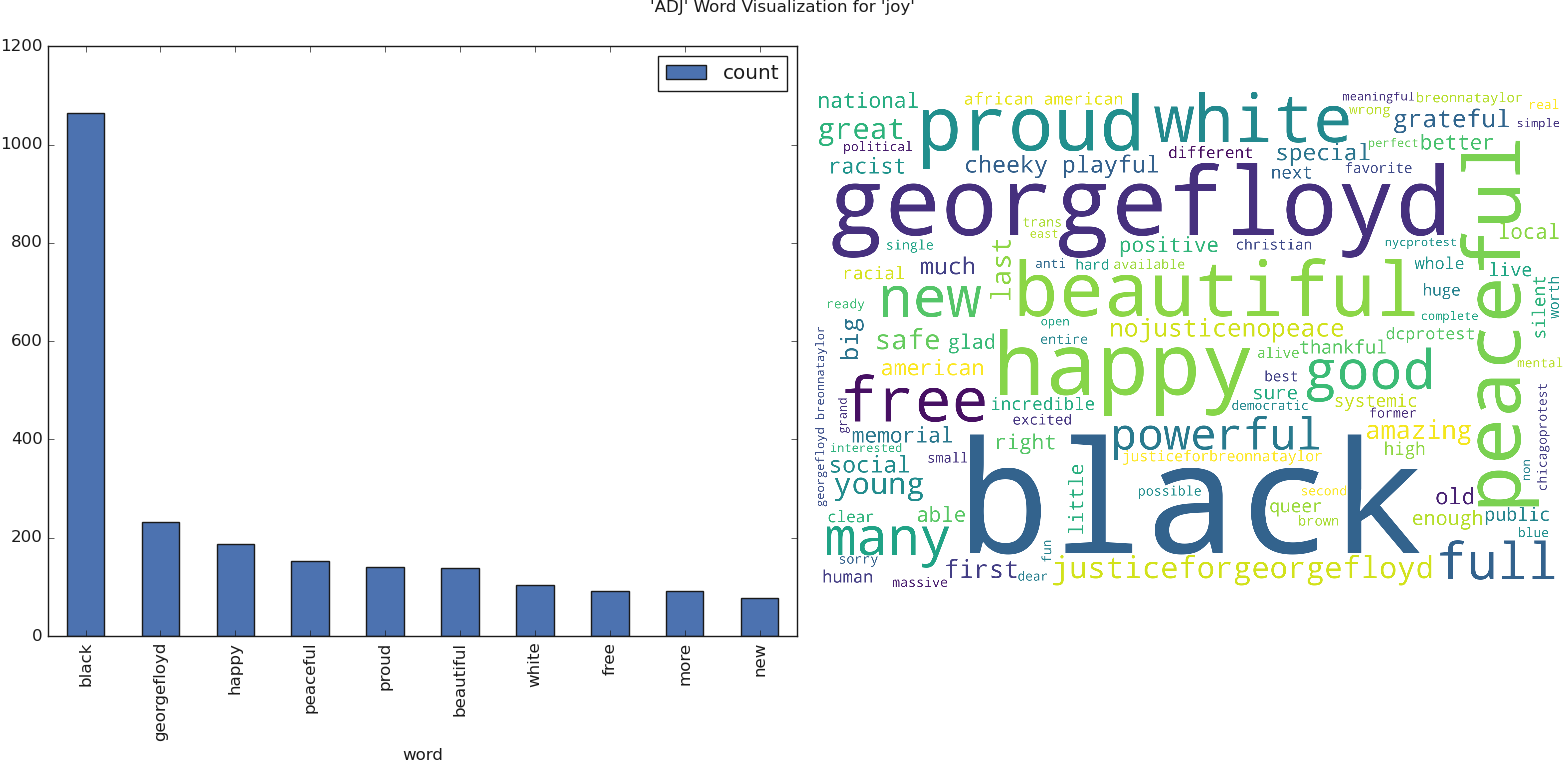 'ADJ' Word Visualization for 'joy'
1200
1000
800
600
400
200
0
count
black
georgefloyd
happy
peaceful
proud
beautiful
white
free
more
new
word
national
african american
proud
white
meaningful
breonnataylor
wrong
real
great
grateful
simple
political
racist
cheeky playful
different
special
perfect
better
next
favorite
georgefloyd
peaceful
trans
east
single
positive
christian
nycprotest
local
racial
much
last
anti
hard
available
whole
live
new
beautiful
huge
silent
worth
ready
open
complete
big
safe
glad
entire
nojusticenopeace
dcprotest
american
happy
alive
thankful
mental
best
good
free
incredible
sure
systemic
democratic
former
grand
excited
georgefloyd breonnataylor
memorial
right
powerful
amazing
interested
high
social
small
justiceforbreonnataylor
chicagoprotest
non
young
black
little
possible
second
old
queer
brown
clear
able
enough
public
many
blue
sorry
fun
full
human
massive
first
dear
justiceforgeorgefloyd